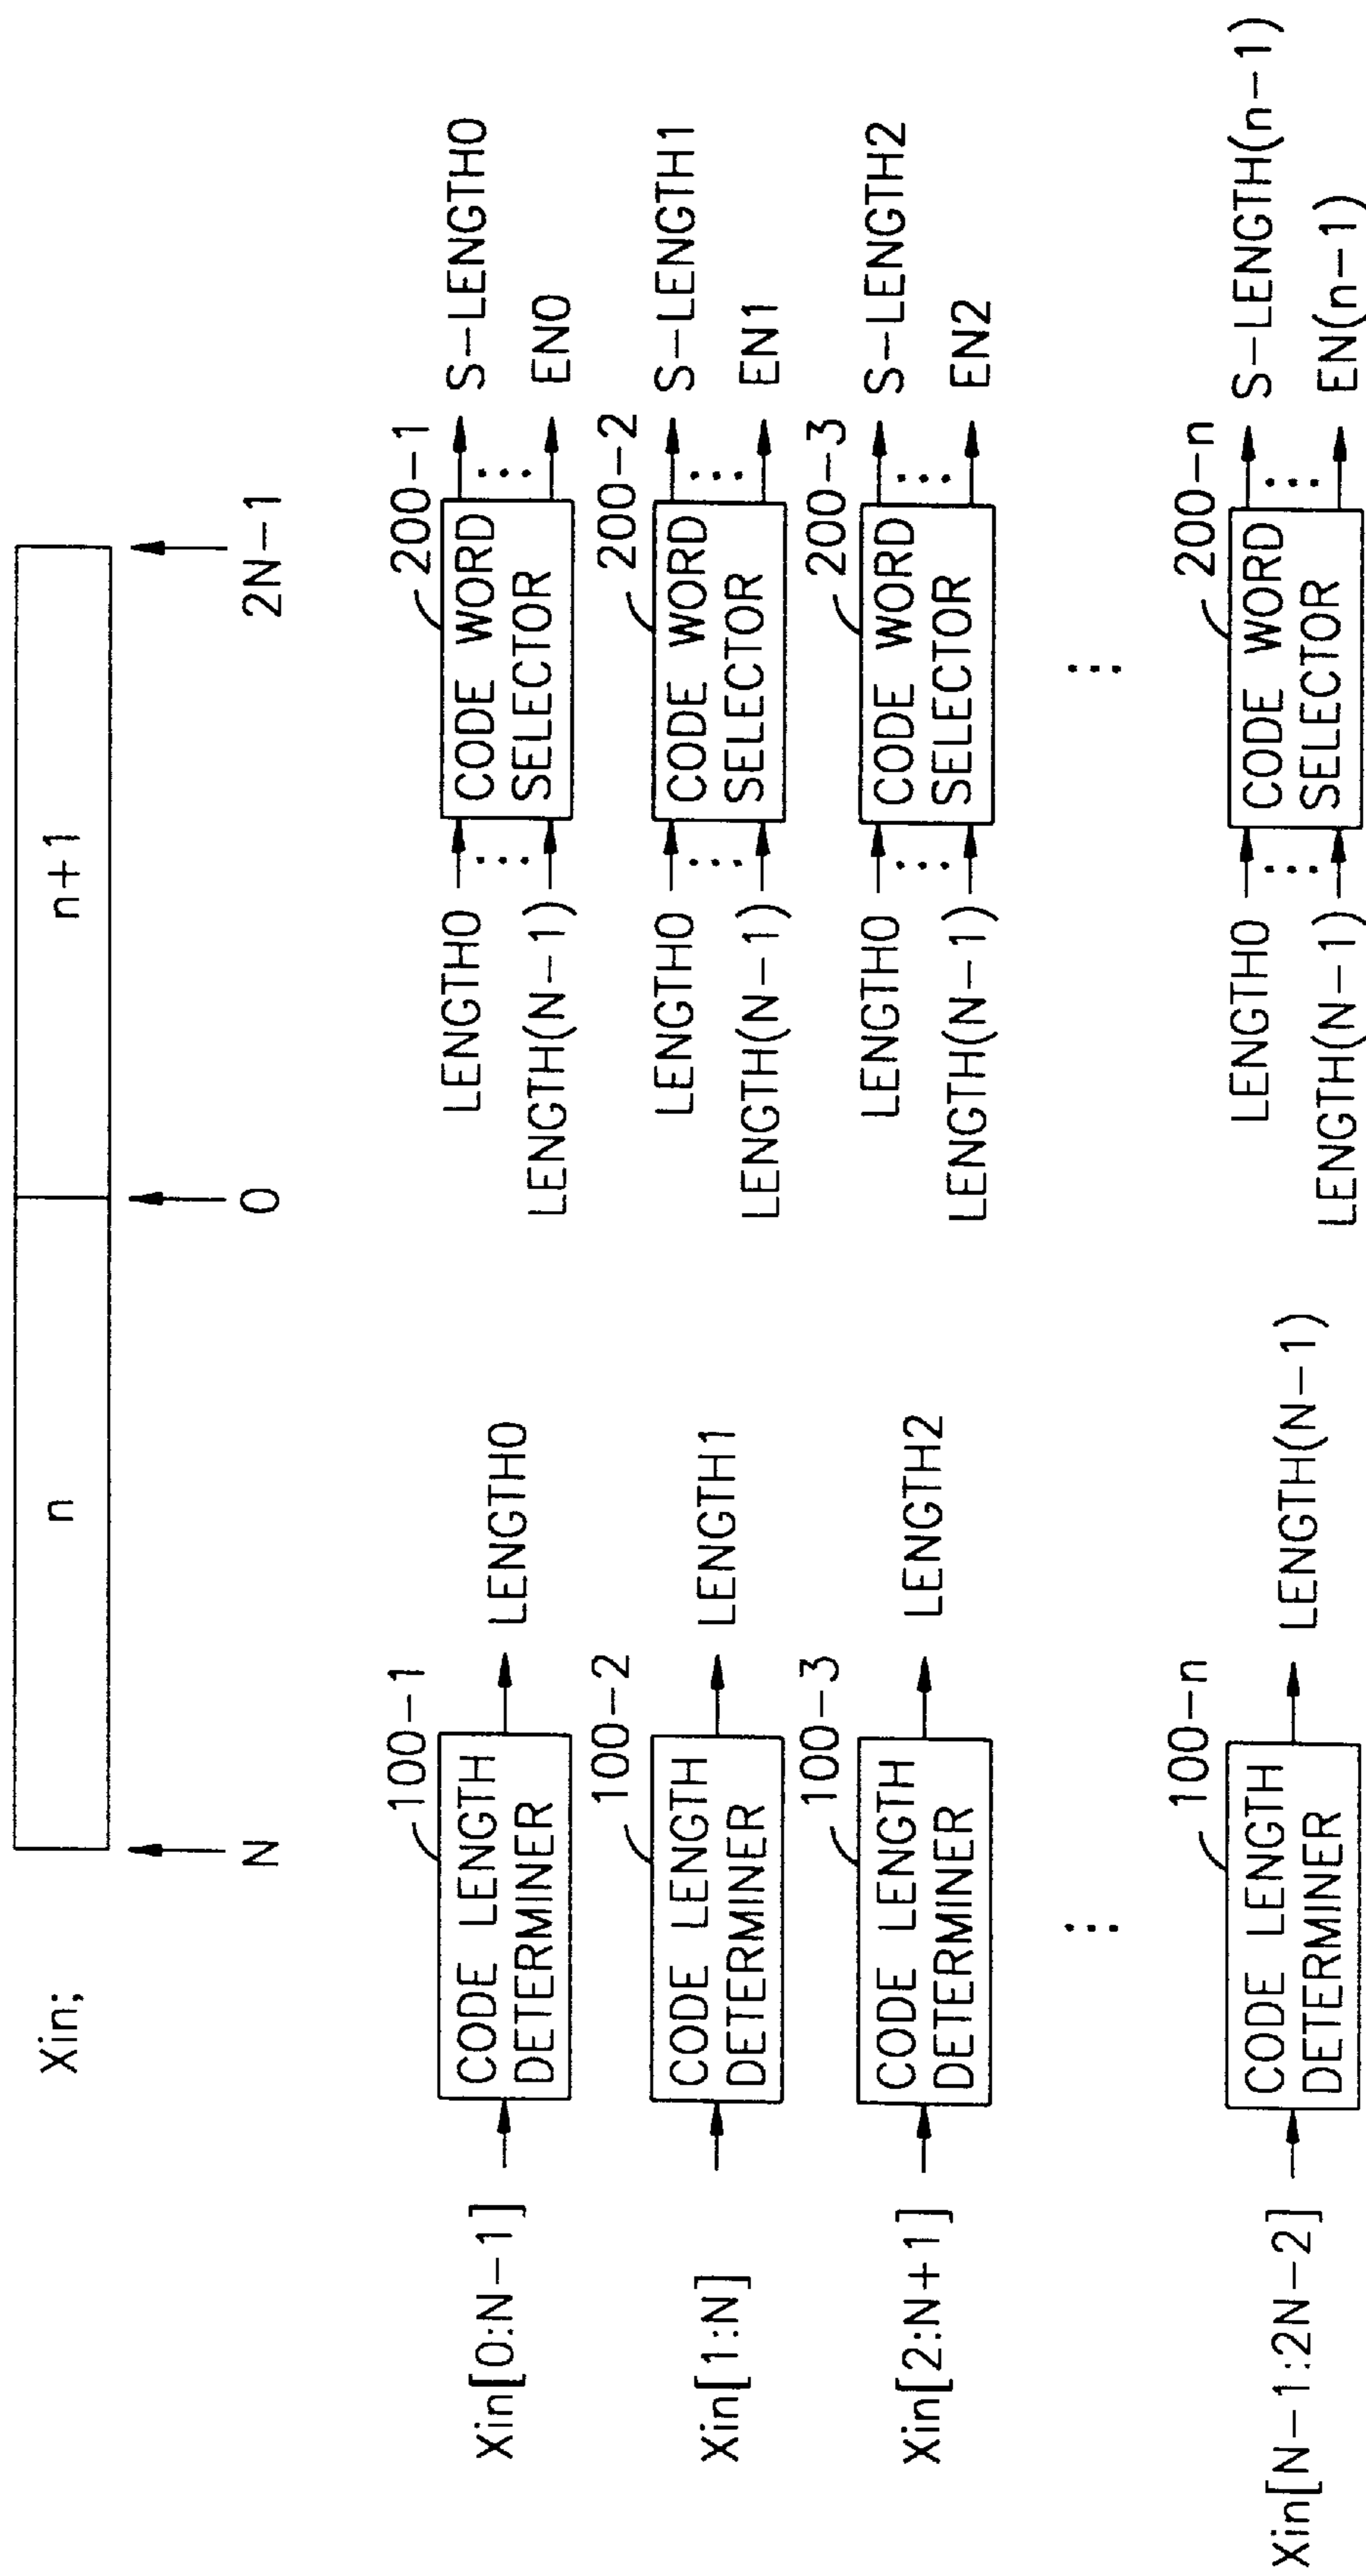 Xin;
n
n+1
N
0
2N-1
100-1
Xin[0:N-1]
CODE LENGTH
DETERMINER
LENGTH0
100-2
Xin[1:N]
CODE LENGTH
DETERMINER
LENGTH1
100-3
Xin[2:N+1]
CODE LENGTH
DETERMINER
LENGTH2
⋮
100-n
Xin[N-1:2N-2]
CODE LENGTH
DETERMINER
LENGTH(N-1)
200-1
LENGTH0
⋮
LENGTH(N-1)
CODE WORD
SELECTOR
S-LENGTH0
⋮
EN0
200-2
LENGTH0
⋮
LENGTH(N-1)
CODE WORD
SELECTOR
S-LENGTH1
⋮
EN1
200-3
LENGTH0
⋮
LENGTH(N-1)
CODE WORD
SELECTOR
S-LENGTH2
⋮
EN2
⋮
200-n
LENGTH0
⋮
LENGTH(N-1)
CODE WORD
SELECTOR
S-LENGTH(n-1)
⋮
EN(n-1)